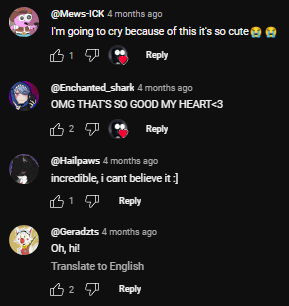 @Mews-ICK 4 months ago
I'm going to cry because of this it's so cute😭😭
1 Reply
@Enchanted_shark 4 months ago
OMG THAT'S SO GOOD MY HEART<3
2 Reply
@Hailpaws 4 months ago
incredible, i cant believe it :]
1 Reply
@Geradzts 4 months ago
Oh, hi!
Translate to English
2 Reply